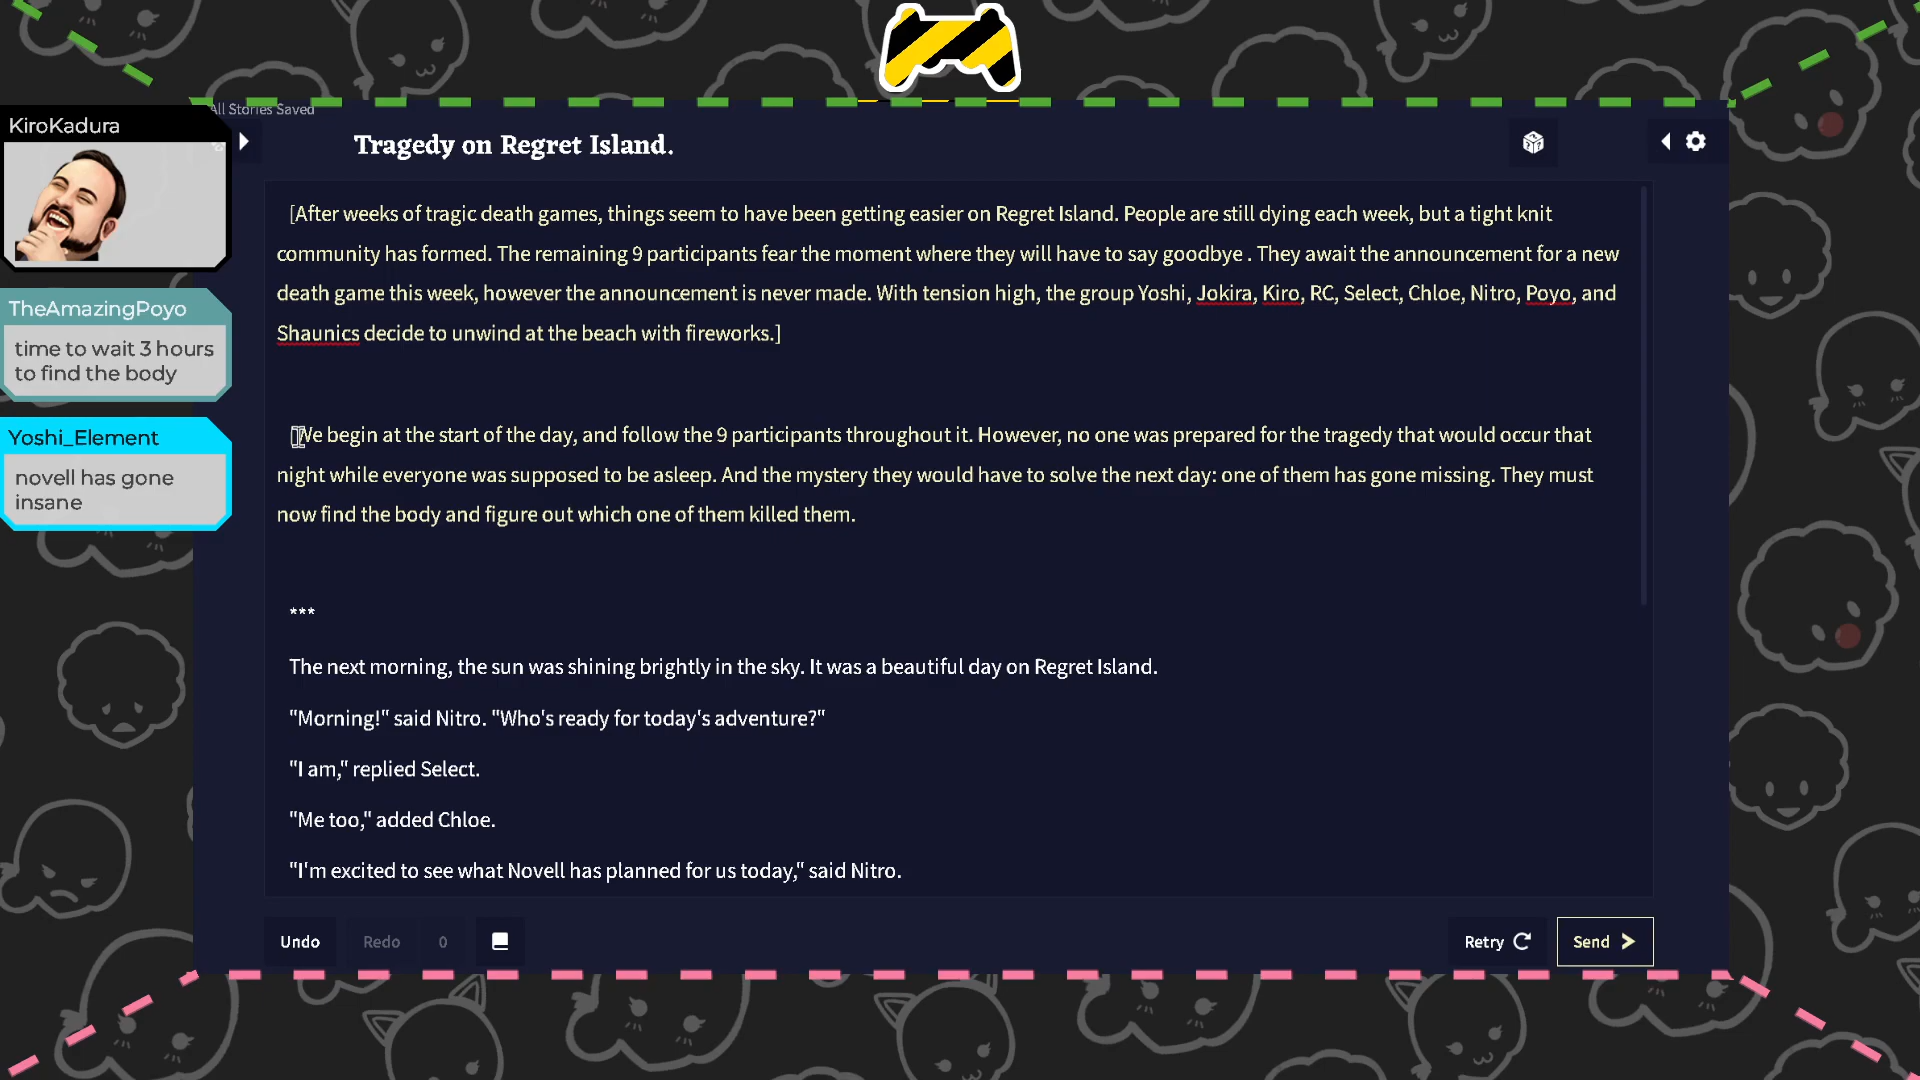 All Stories Saved
KiroKadura
Tragedy on Regret Island.
[After weeks of tragic death games, things seem to have been getting easier on Regret Island. People are still dying each week, but a tight knit
community has formed. The remaining 9 participants fear the moment where they will have to say goodbye . They await the announcement for a new
death game this week, however the announcement is never made. With tension high, the group Yoshi, Jokira, Kiro, RC, Select, Chloe, Nitro, Poyo, and
Shaunics decide to unwind at the beach with fireworks.]
TheAmazingPoyo
time to wait 3 hours
to find the body
Yoshi_Element
novell has gone
insane
We begin at the start of the day, and follow the 9 participants throughout it. However, no one was prepared for the tragedy that would occur that
night while everyone was supposed to be asleep. And the mystery they would have to solve the next day: one of them has gone missing. They must
now find the body and figure out which one of them killed them.
***
The next morning, the sun was shining brightly in the sky. It was a beautiful day on Regret Island.
"Morning!" said Nitro. "Who's ready for today's adventure?"
"I am," replied Select.
"Me too," added Chloe.
"I'm excited to see what Novell has planned for us today," said Nitro.
Undo
Redo
0
Retry
Send